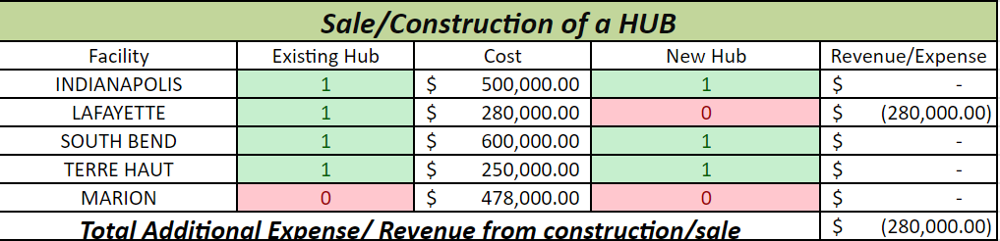 Sale/Construction of a HUB
Facility Existing Hub Cost New Hub Revenue/Expense
INDIANAPOLIS 1 $ 500,000.00 1 $ -
LAFAYETTE 1 $ 280,000.00 0 $ (280,000.00)
SOUTH BEND 1 $ 600,000.00 1 $ -
TERRE HAUT 1 $ 250,000.00 1 $ -
MARION 0 $ 478,000.00 0 $ -
Total Additional Expense/ Revenue from construction/sale $ (280,000.00)